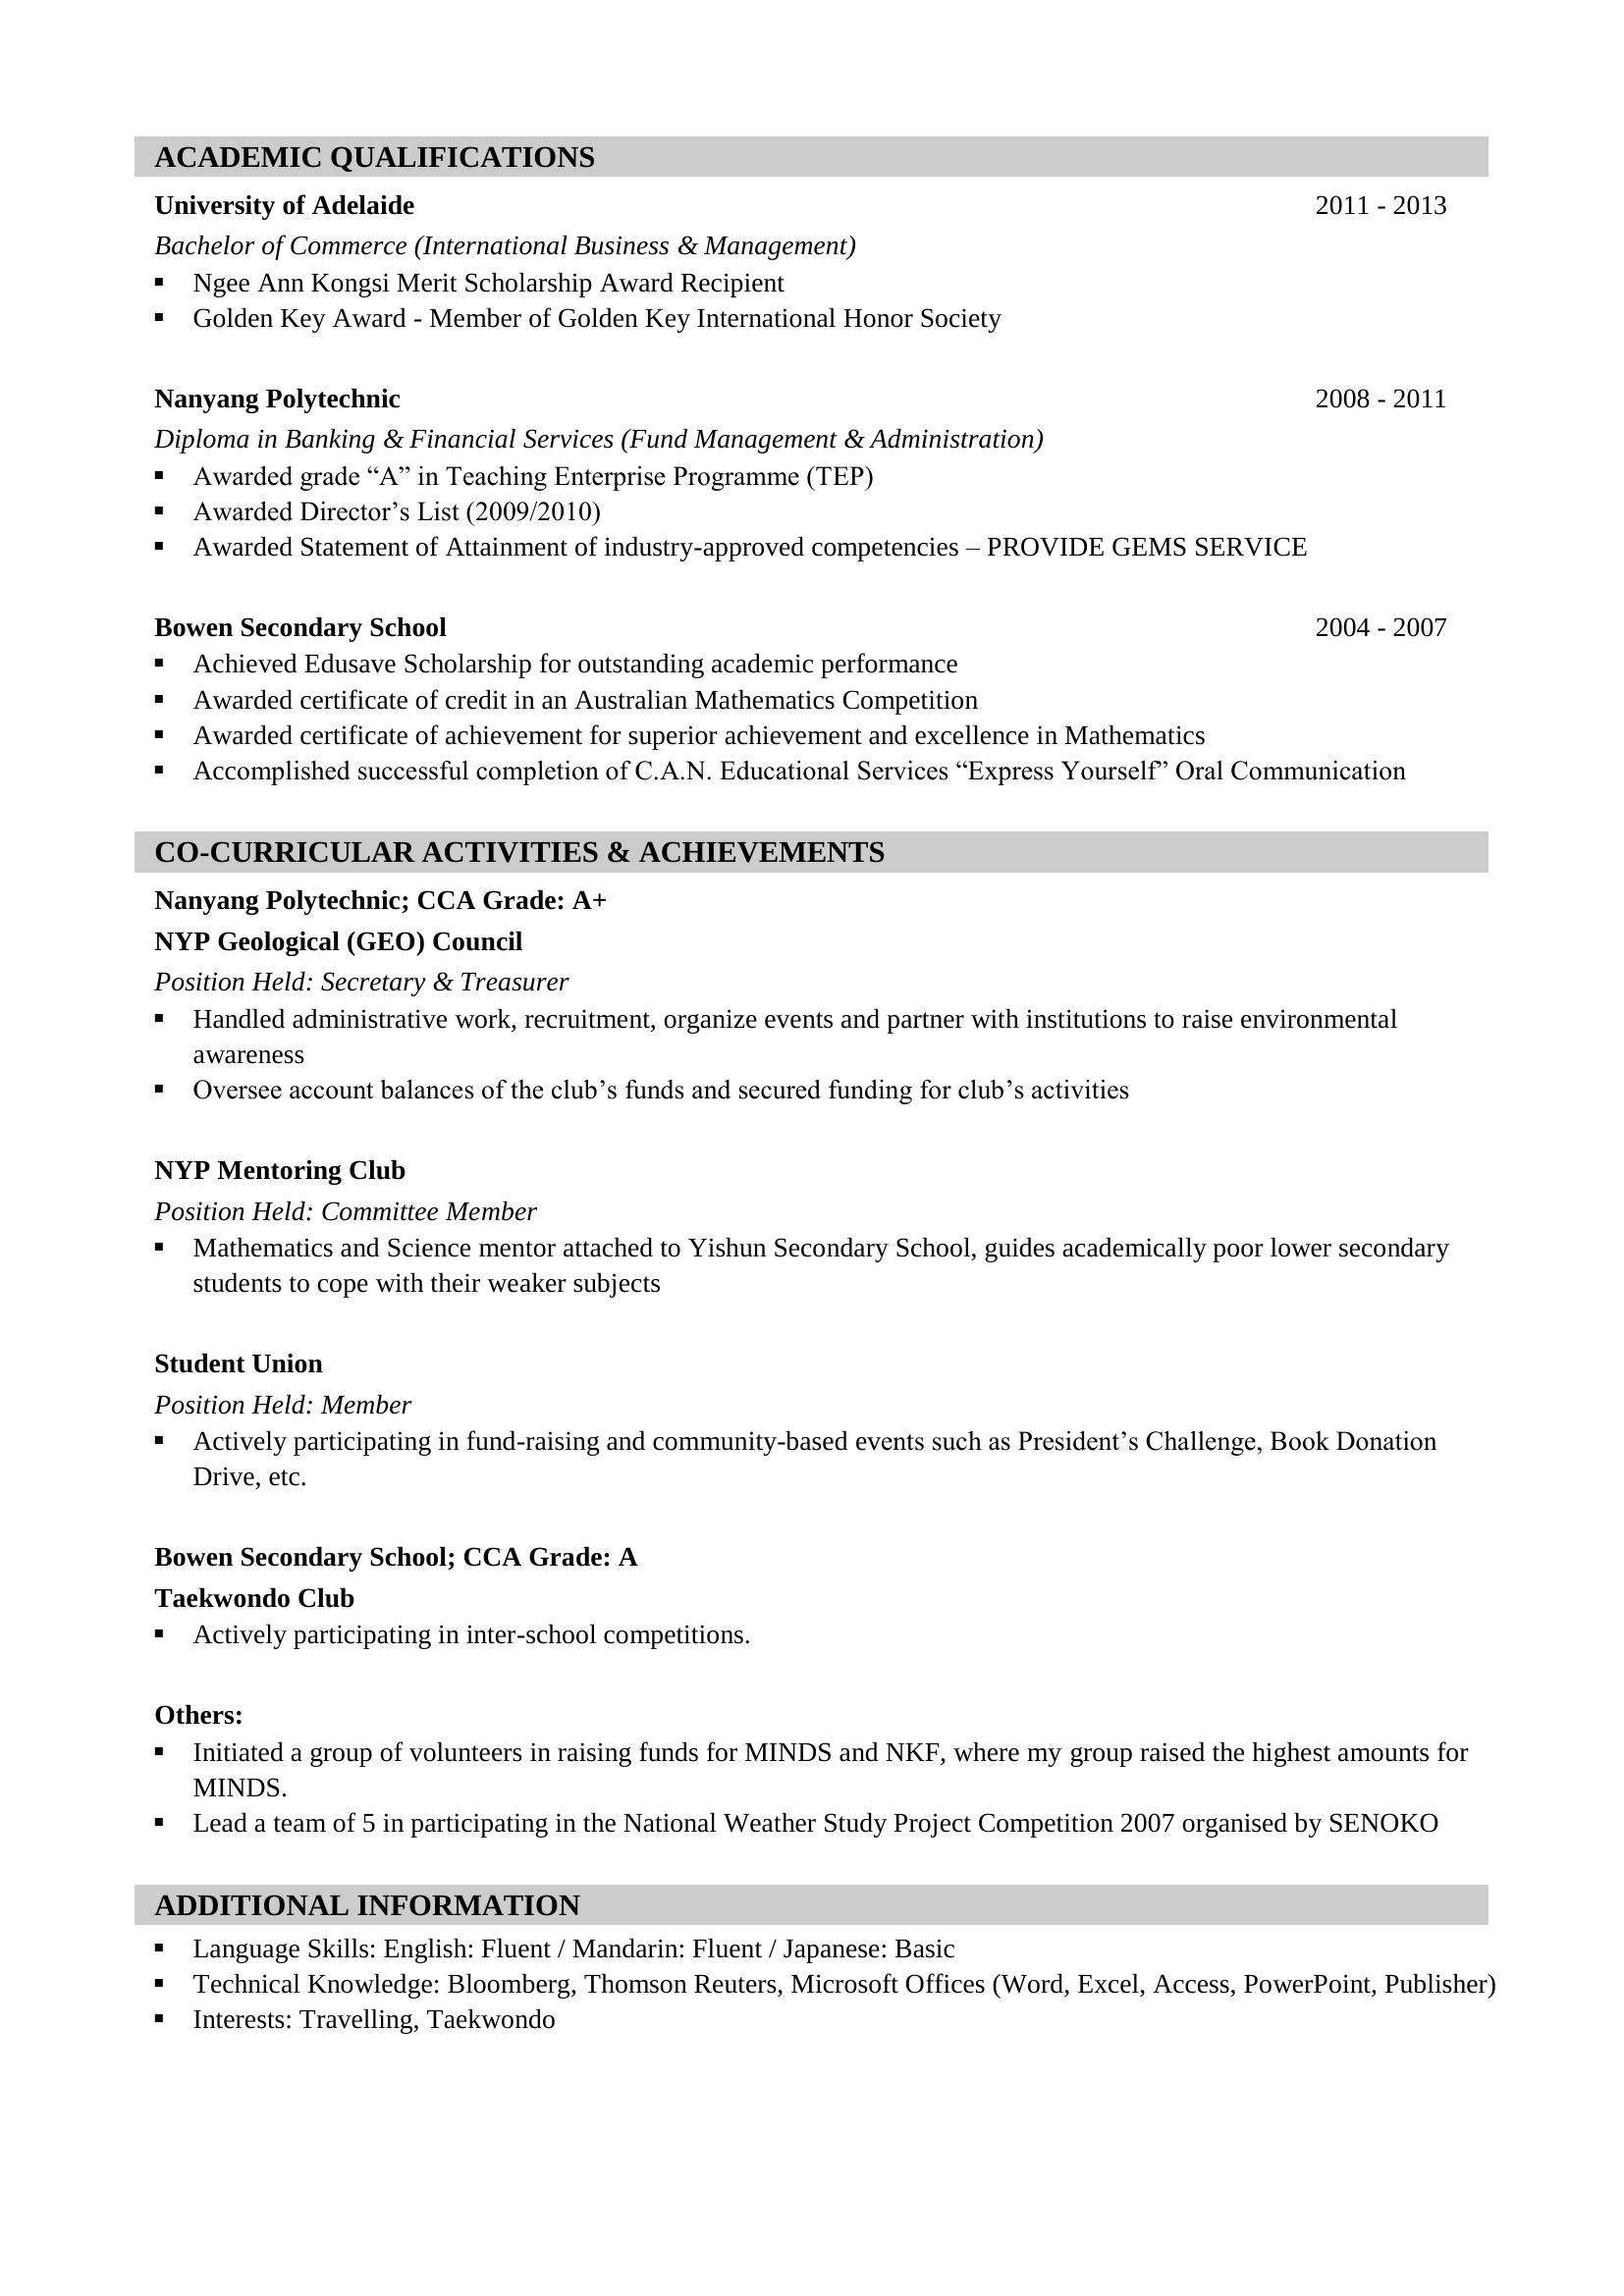 ACADEMIC QUALIFICATIONS
University of Adelaide 2011 - 2013
Bachelor of Commerce (International Business & Management)
▪ Ngee Ann Kongsi Merit Scholarship Award Recipient
▪ Golden Key Award - Member of Golden Key International Honor Society
Nanyang Polytechnic 2008 - 2011
Diploma in Banking & Financial Services (Fund Management & Administration)
▪ Awarded grade “A” in Teaching Enterprise Programme (TEP)
▪ Awarded Director’s List (2009/2010)
▪ Awarded Statement of Attainment of industry-approved competencies – PROVIDE GEMS SERVICE
Bowen Secondary School 2004 - 2007
▪ Achieved Edusave Scholarship for outstanding academic performance
▪ Awarded certificate of credit in an Australian Mathematics Competition
▪ Awarded certificate of achievement for superior achievement and excellence in Mathematics
▪ Accomplished successful completion of C.A.N. Educational Services “Express Yourself” Oral Communication
CO-CURRICULAR ACTIVITIES & ACHIEVEMENTS
Nanyang Polytechnic; CCA Grade: A+
NYP Geological (GEO) Council
Position Held: Secretary & Treasurer
▪ Handled administrative work, recruitment, organize events and partner with institutions to raise environmental
awareness
▪ Oversee account balances of the club’s funds and secured funding for club’s activities
NYP Mentoring Club
Position Held: Committee Member
▪ Mathematics and Science mentor attached to Yishun Secondary School, guides academically poor lower secondary
students to cope with their weaker subjects
Student Union
Position Held: Member
▪ Actively participating in fund-raising and community-based events such as President’s Challenge, Book Donation
Drive, etc.
Bowen Secondary School; CCA Grade: A
Taekwondo Club
▪ Actively participating in inter-school competitions.
Others:
▪ Initiated a group of volunteers in raising funds for MINDS and NKF, where my group raised the highest amounts for
MINDS.
▪ Lead a team of 5 in participating in the National Weather Study Project Competition 2007 organised by SENOKO
ADDITIONAL INFORMATION
▪ Language Skills: English: Fluent / Mandarin: Fluent / Japanese: Basic
▪ Technical Knowledge: Bloomberg, Thomson Reuters, Microsoft Offices (Word, Excel, Access, PowerPoint, Publisher)
▪ Interests: Travelling, Taekwondo